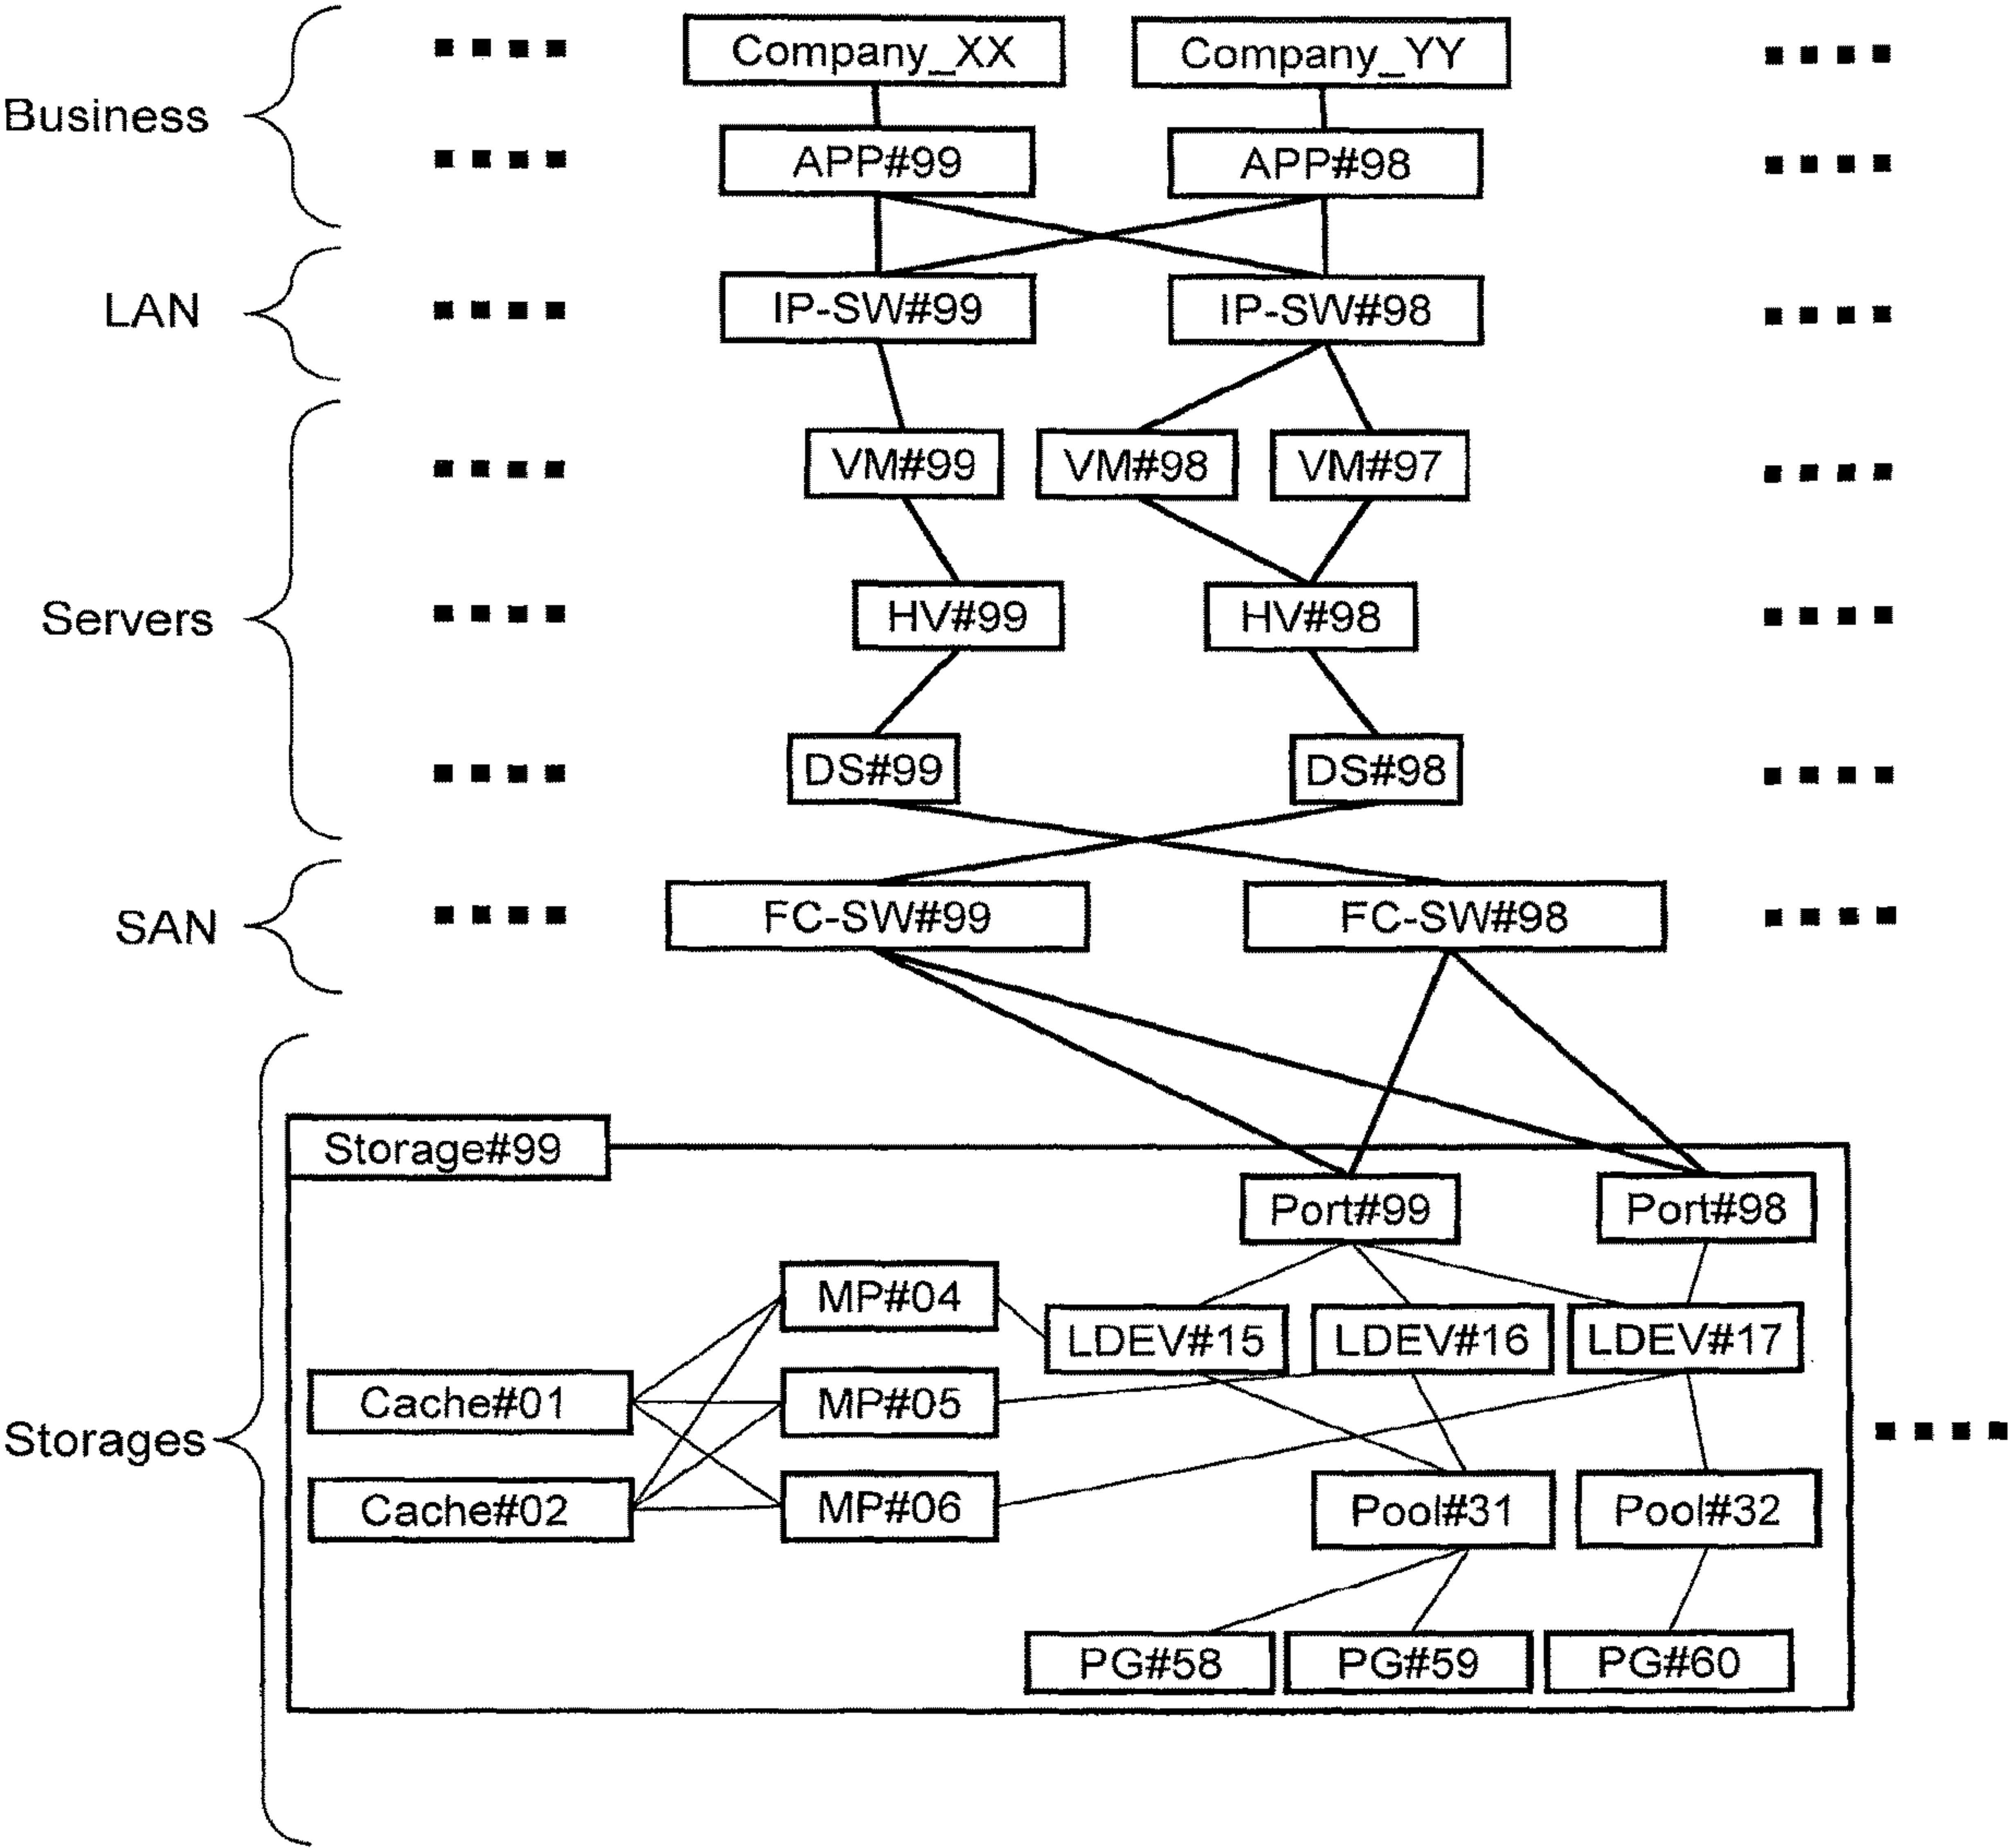 Business
Company_XX
Company_YY
APP#99
APP#98
LAN
IP-SW#99
IP-SW#98
Servers
VM#99
VM#98
VM#97
HV#99
HV#98
DS#99
DS#98
SAN
FC-SW#99
FC-SW#98
Storages
Storage#99
Port#99
Port#98
MP#04
LDEV#15
LDEV#16
LDEV#17
Cache#01
MP#05
Cache#02
MP#06
Pool#31
Pool#32
PG#58
PG#59
PG#60